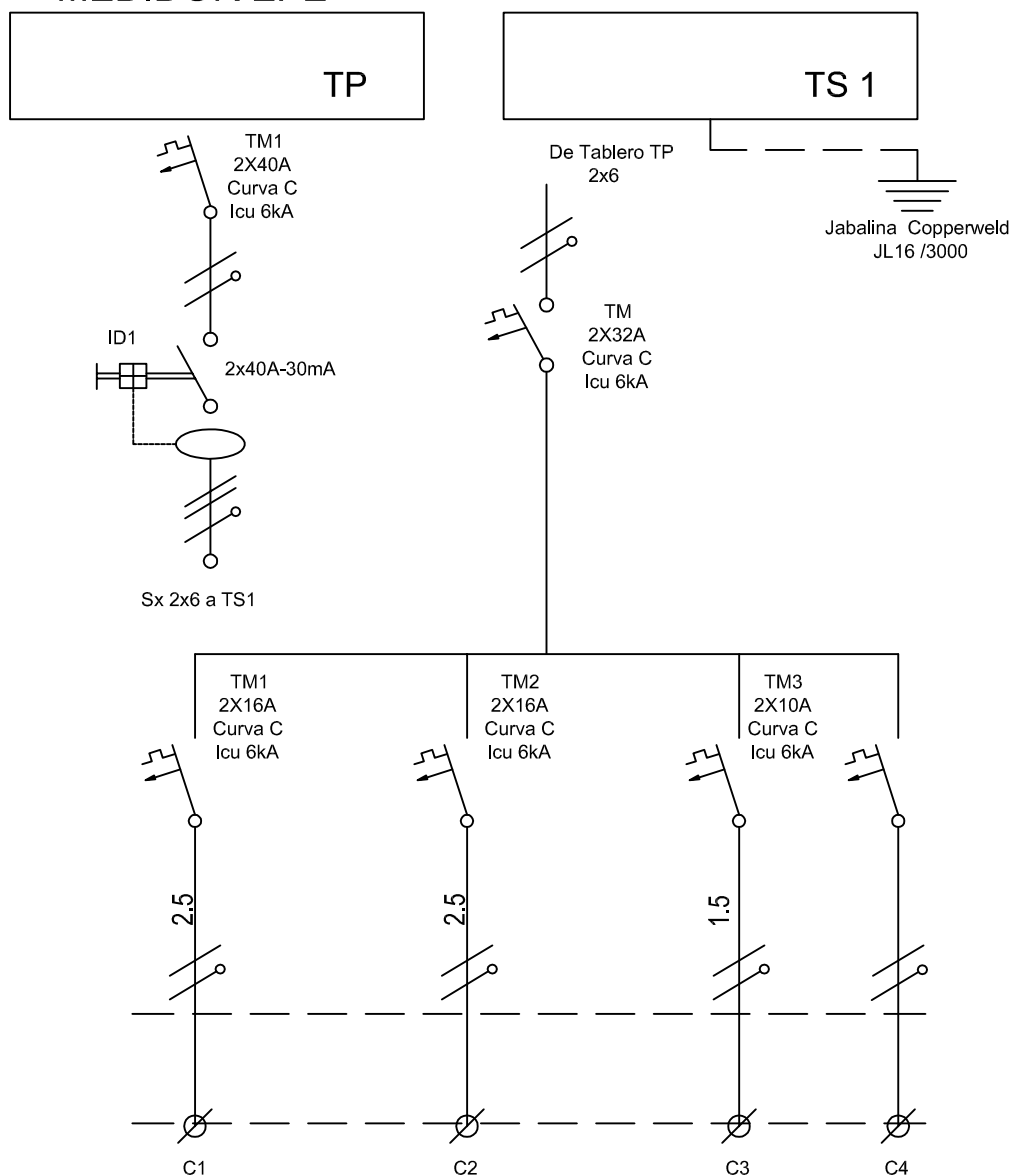 TP
TS 1
TM1
2X40A
Curva C
Icu 6kA
De Tablero TP
2x6
Jabalina Copperweld
JL16 /3000
ID1
2x40A-30mA
TM
2X32A
Curva C
Icu 6kA
Sx 2x6 a TS1
TM1
2X16A
Curva C
Icu 6kA
TM2
2X16A
Curva C
Icu 6kA
TM3
2X10A
Curva C
Icu 6kA
2.5
2.5
1.5
C1
C2
C3
C4